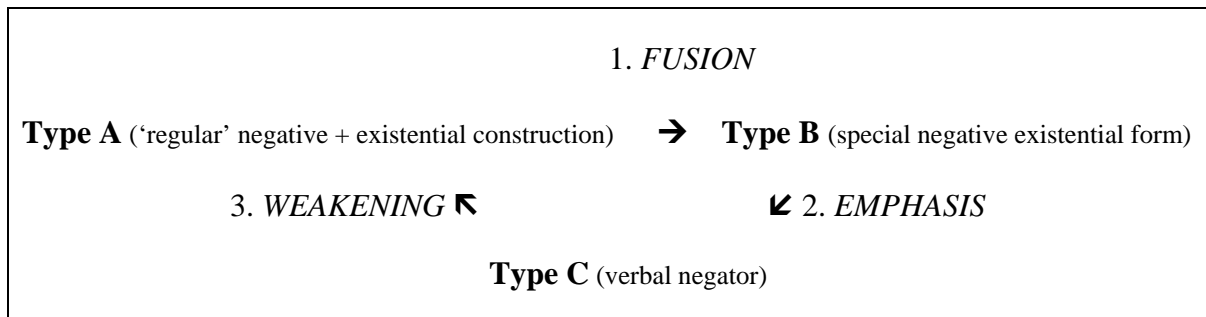 1. FUSION
Type A (‘regular’ negative + existential construction) ➔ Type B (special negative existential form)
3. WEAKENING ↖ ↙ 2. EMPHASIS
Type C (verbal negator)